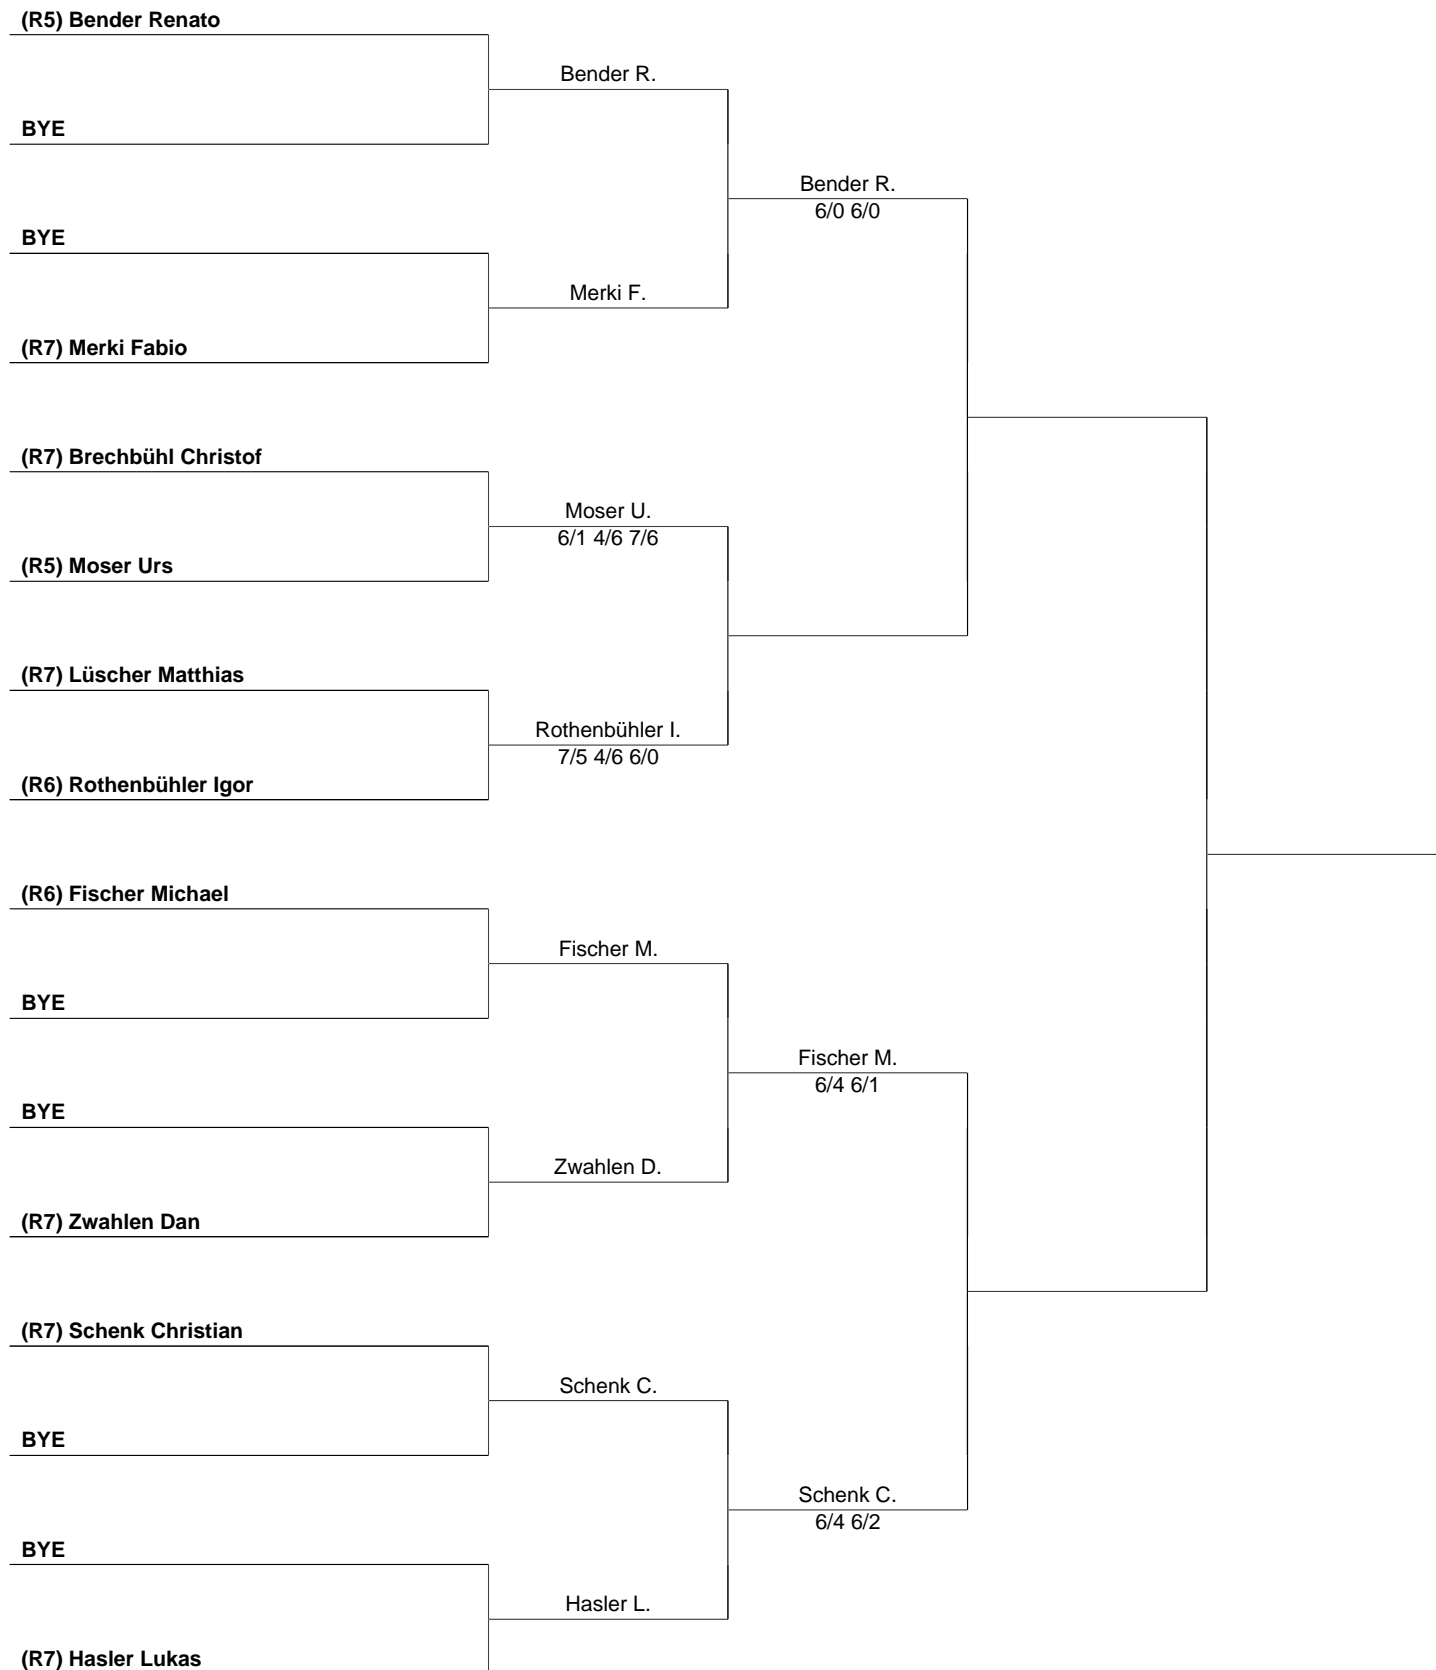 (R5) Bender Renato
Bender R.
BYE
Bender R.
6/0 6/0
BYE
Merki F.
(R7) Merki Fabio
(R7) Brechbühl Christof
Moser U.
6/1 4/6 7/6
(R5) Moser Urs
(R7) Lüscher Matthias
Rothenbühler I.
7/5 4/6 6/0
(R6) Rothenbühler Igor
(R6) Fischer Michael
Fischer M.
BYE
Fischer M.
6/4 6/1
BYE
Zwahlen D.
(R7) Zwahlen Dan
(R7) Schenk Christian
Schenk C.
BYE
Schenk C.
6/4 6/2
BYE
Hasler L.
(R7) Hasler Lukas